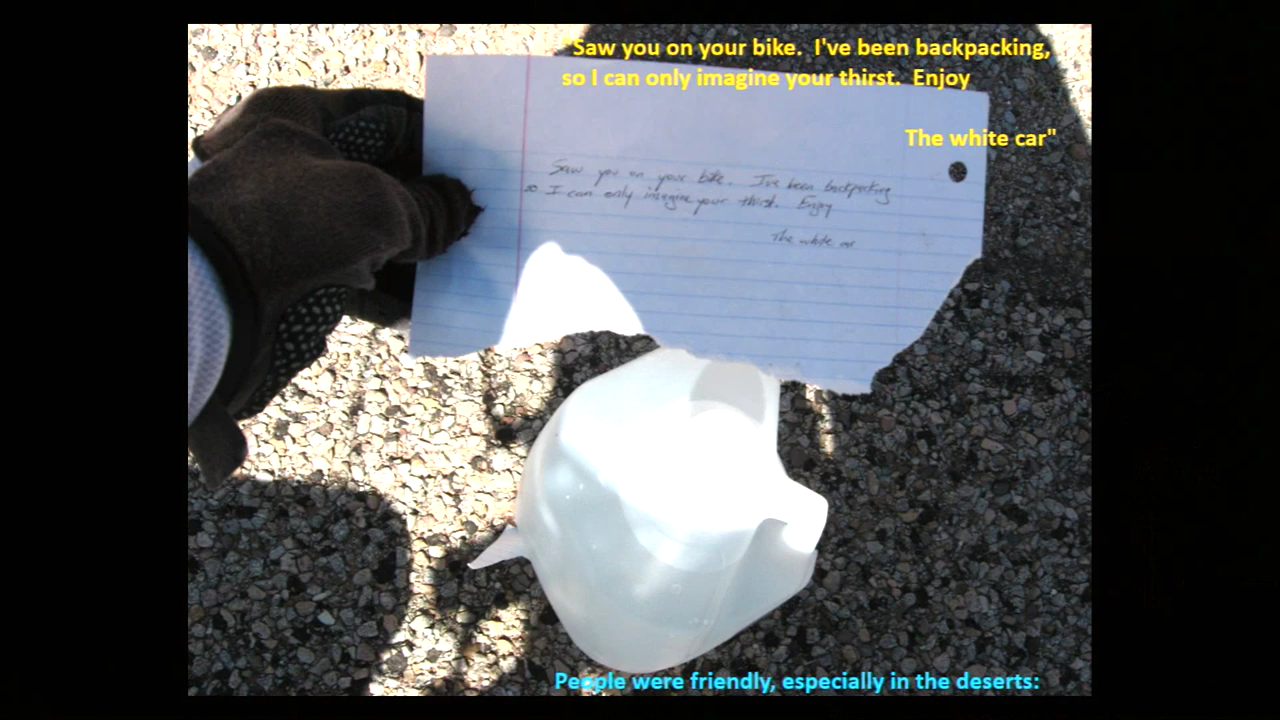 "Saw you on your bike.  I've been backpacking,
so I can only imagine your thirst.  Enjoy
The white car"
Saw you on your bike. I've been backpacking
so I can only imagine your thirst. Enjoy
The white car
People were friendly, especially in the deserts: